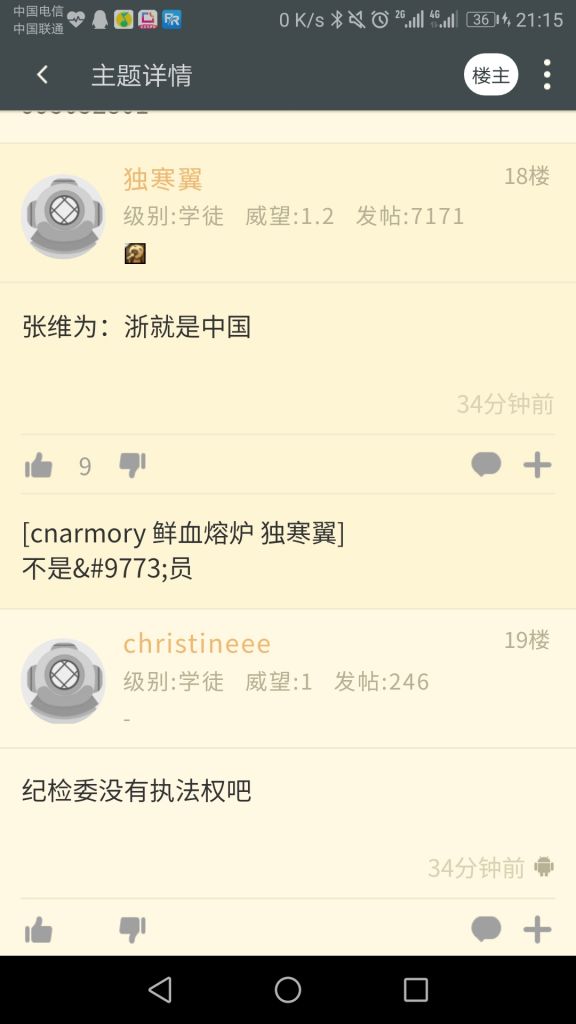 中国电信
中国联通
0 K/s 2G 4G 36 21:15
主题详情
楼主
独寒翼
18楼
级别:学徒 威望:1.2 发帖:7171
张维为：浙就是中国
34分钟前
9
[cnarmory 鲜血熔炉 独寒翼]
不是&#9773;员
christineee
19楼
级别:学徒 威望:1 发帖:246
-
纪检委没有执法权吧
34分钟前